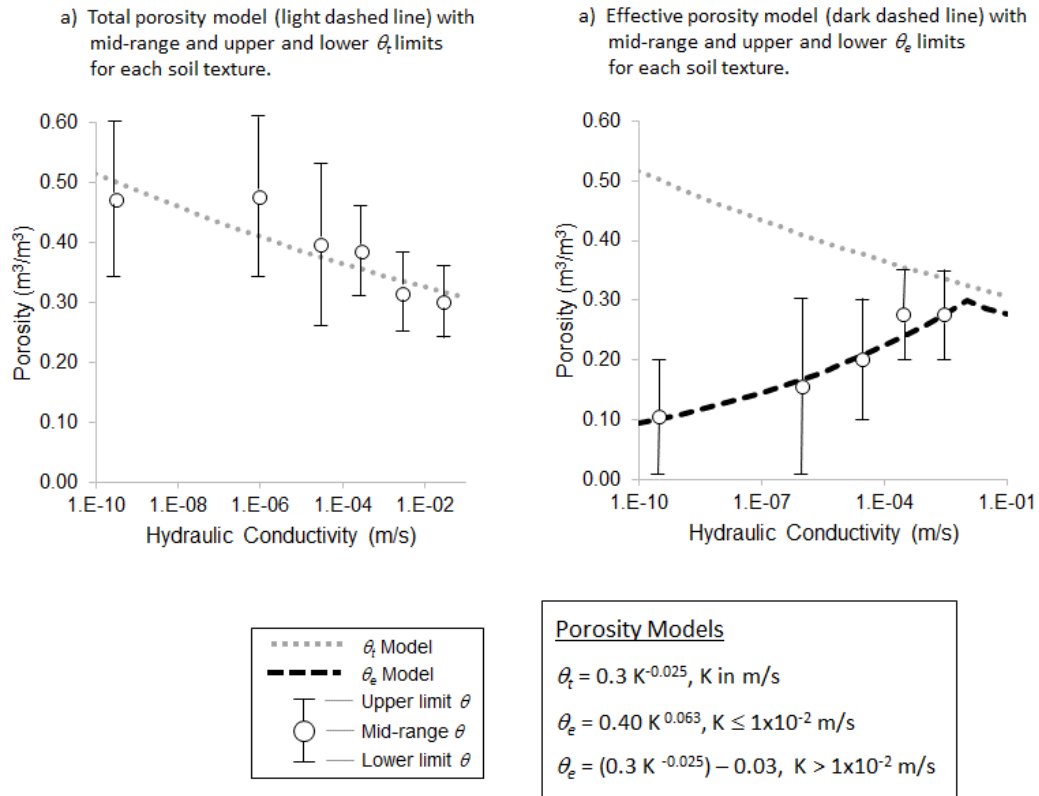 a) Total porosity model (light dashed line) with
mid-range and upper and lower θt limits
for each soil texture.
a) Effective porosity model (dark dashed line) with
mid-range and upper and lower θe limits
for each soil texture.
0.60
0.50
0.40
0.30
0.20
0.10
0.00
Porosity (m³/m³)
1.E-10 1.E-08 1.E-06 1.E-04 1.E-02
Hydraulic Conductivity (m/s)
0.60
0.50
0.40
0.30
0.20
0.10
0.00
Porosity (m³/m³)
1.E-10 1.E-07 1.E-04 1.E-01
Hydraulic Conductivity (m/s)
θt Model
θe Model
Upper limit θ
Mid-range θ
Lower limit θ
Porosity Models
θt = 0.3 K^-0.025, K in m/s
θe = 0.40 K^0.063, K ≤ 1x10^-2 m/s
θe = (0.3 K^-0.025) – 0.03, K > 1x10^-2 m/s